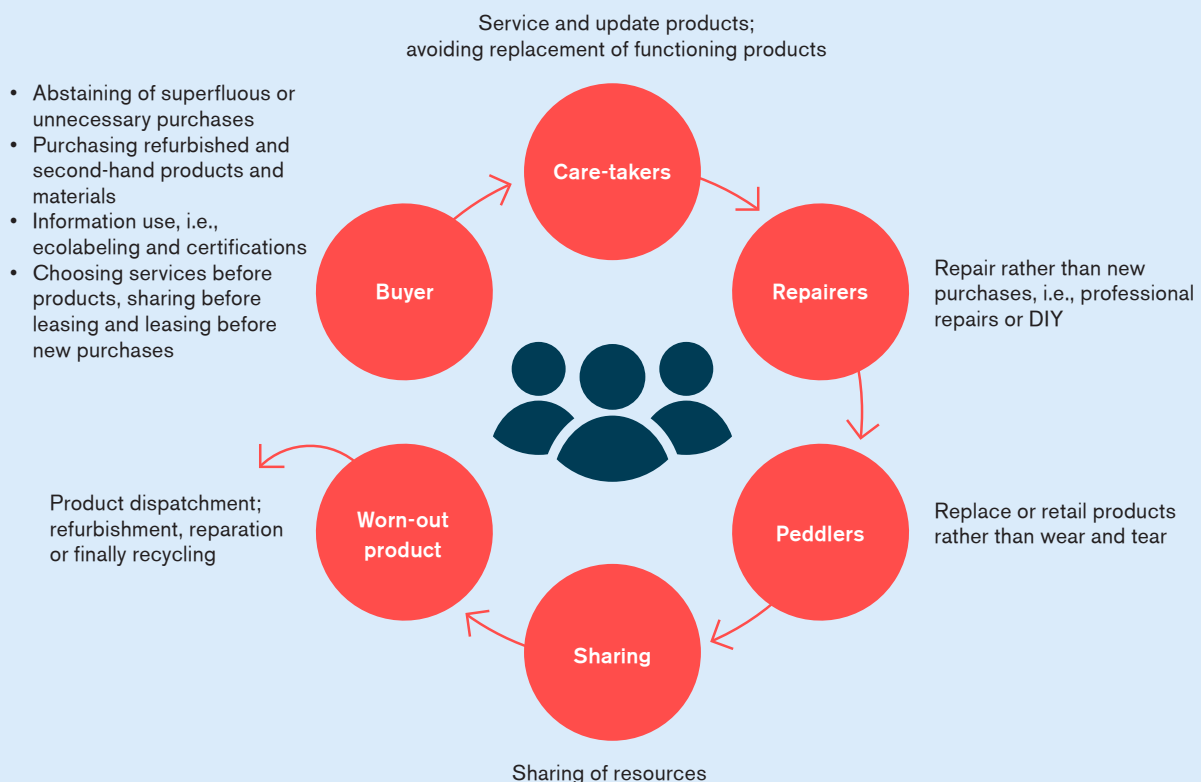 Service and update products;
avoiding replacement of functioning products
• Abstaining of superfluous or
unnecessary purchases
• Purchasing refurbished and
second-hand products and
materials
• Information use, i.e.,
ecolabeling and certifications
• Choosing services before
products, sharing before
leasing and leasing before
new purchases
Care-takers
Buyer
Repairers
Repair rather than new
purchases, i.e., professional
repairs or DIY
Product dispatchment;
refurbishment, reparation
or finally recycling
Worn-out
product
Peddlers
Replace or retail products
rather than wear and tear
Sharing
Sharing of resources